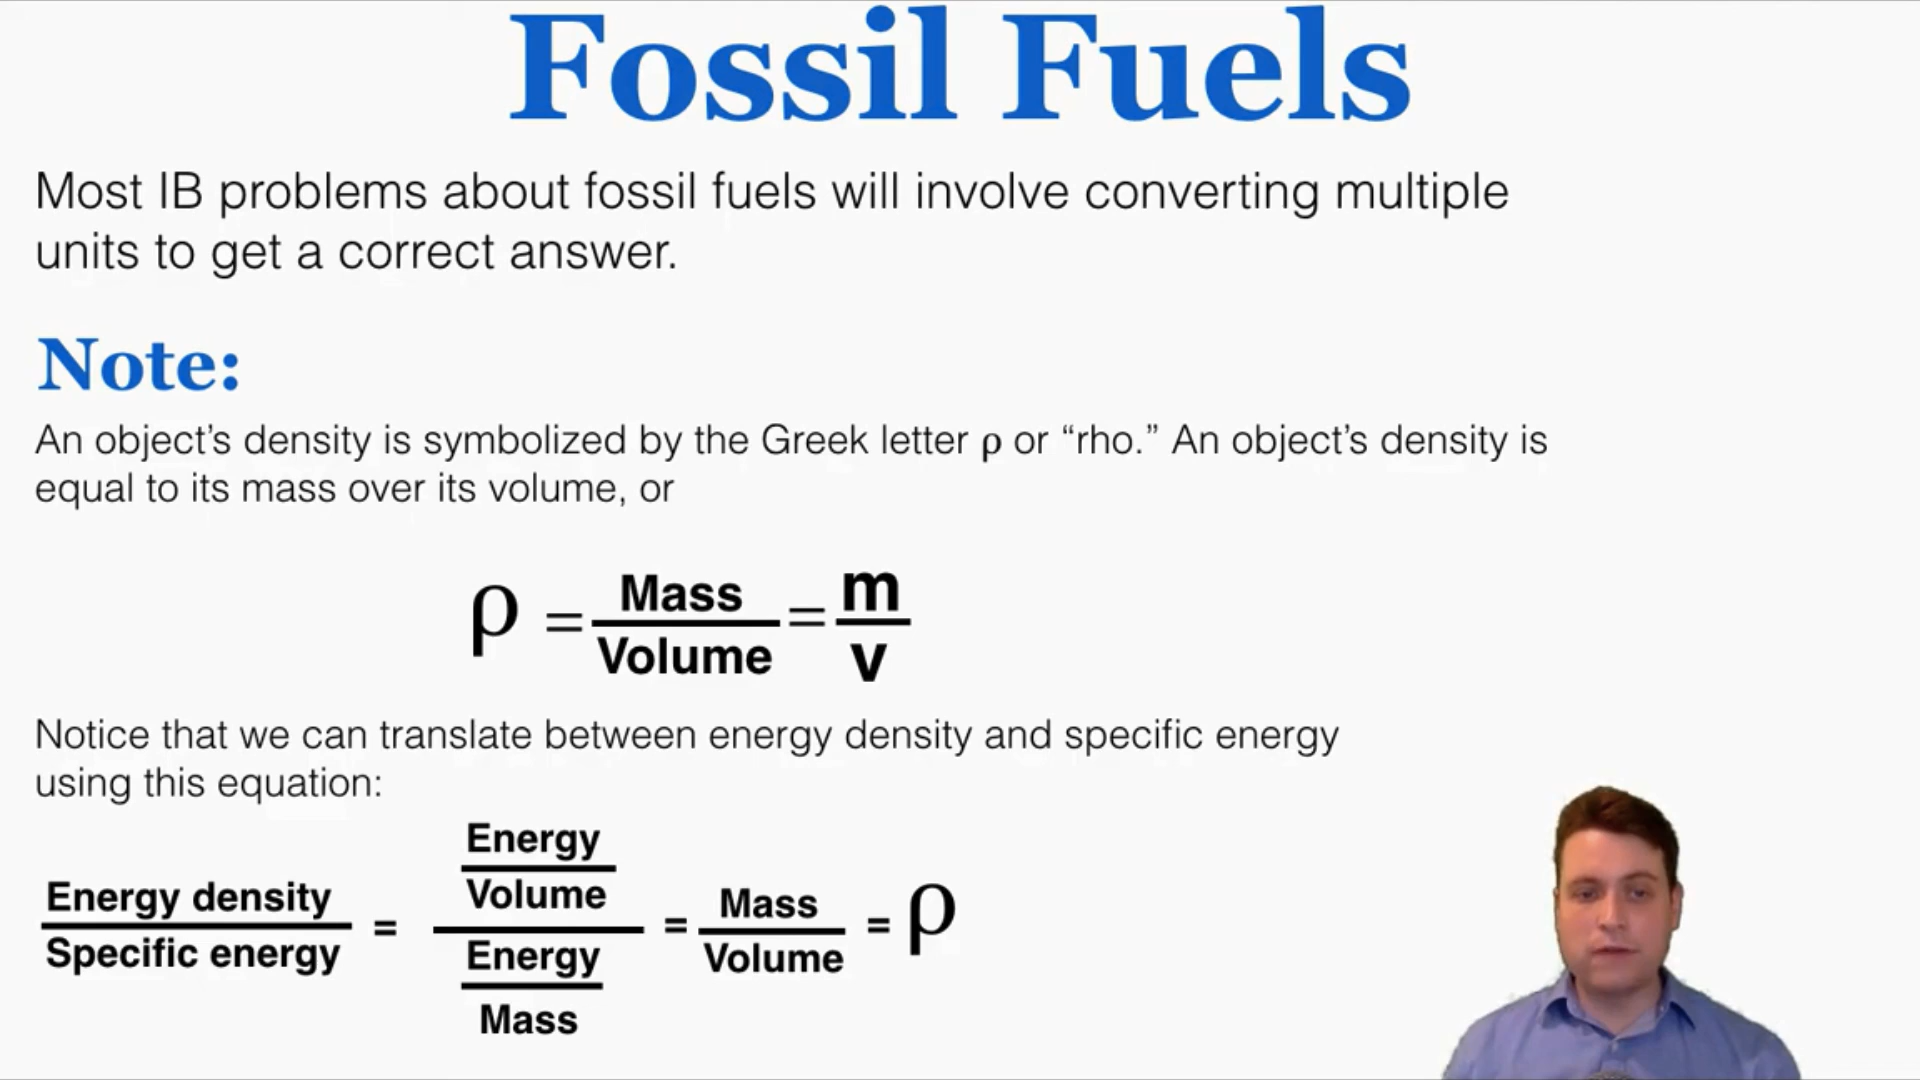 Fossil Fuels
Most IB problems about fossil fuels will involve converting multiple
units to get a correct answer.
Note:
An object’s density is symbolized by the Greek letter ρ or “rho.” An object’s density is
equal to its mass over its volume, or
ρ = Mass / Volume = m / v
Notice that we can translate between energy density and specific energy
using this equation:
Energy density / Specific energy = Energy / Volume / Energy / Mass = Mass / Volume = ρ